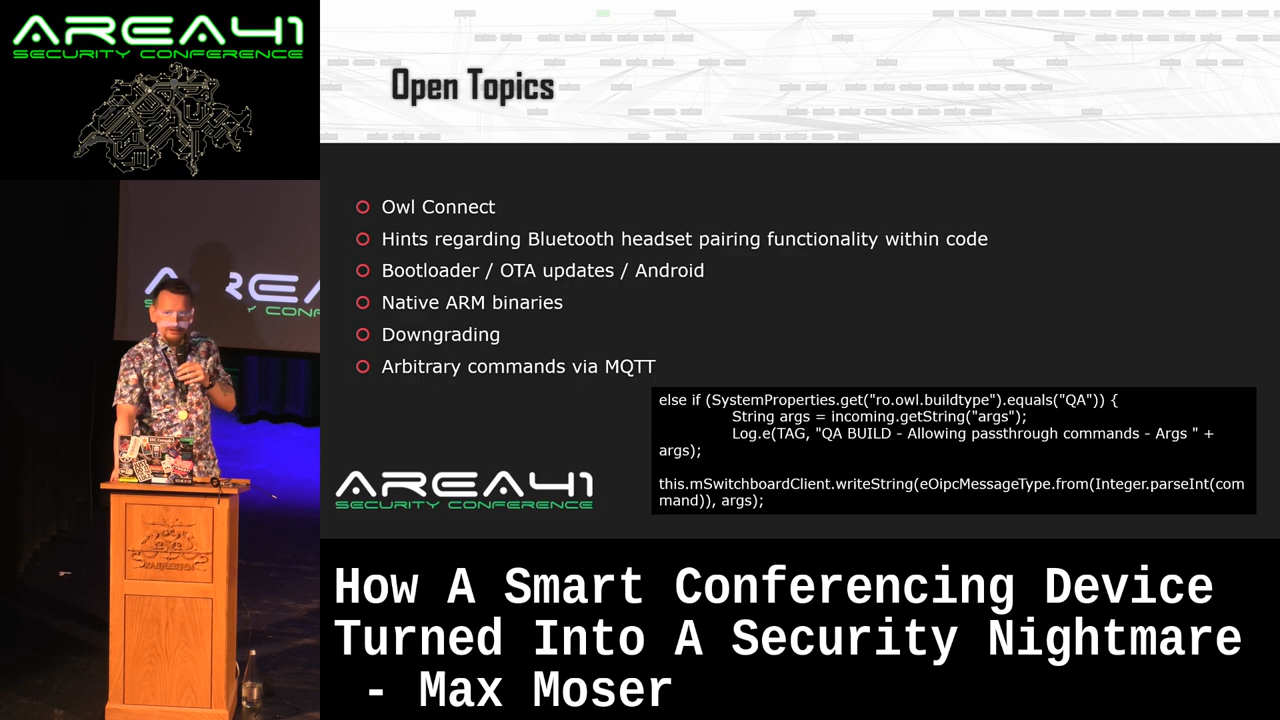 AREA41
SECURITY CONFERENCE
Open Topics
Owl Connect
Hints regarding Bluetooth headset pairing functionality within code
Bootloader / OTA updates / Android
Native ARM binaries
Downgrading
Arbitrary commands via MQTT
else if (SystemProperties.get("ro.owl.buildtype").equals("QA")) {
String args = incoming.getString("args");
Log.e(TAG, "QA BUILD - Allowing passthrough commands - Args " +
args);
this.mSwitchboardClient.writeString(eOipcMessageType.from(Integer.parseInt(com
mand)), args);
AREA41
SECURITY CONFERENCE
How A Smart Conferencing Device
Turned Into A Security Nightmare
- Max Moser